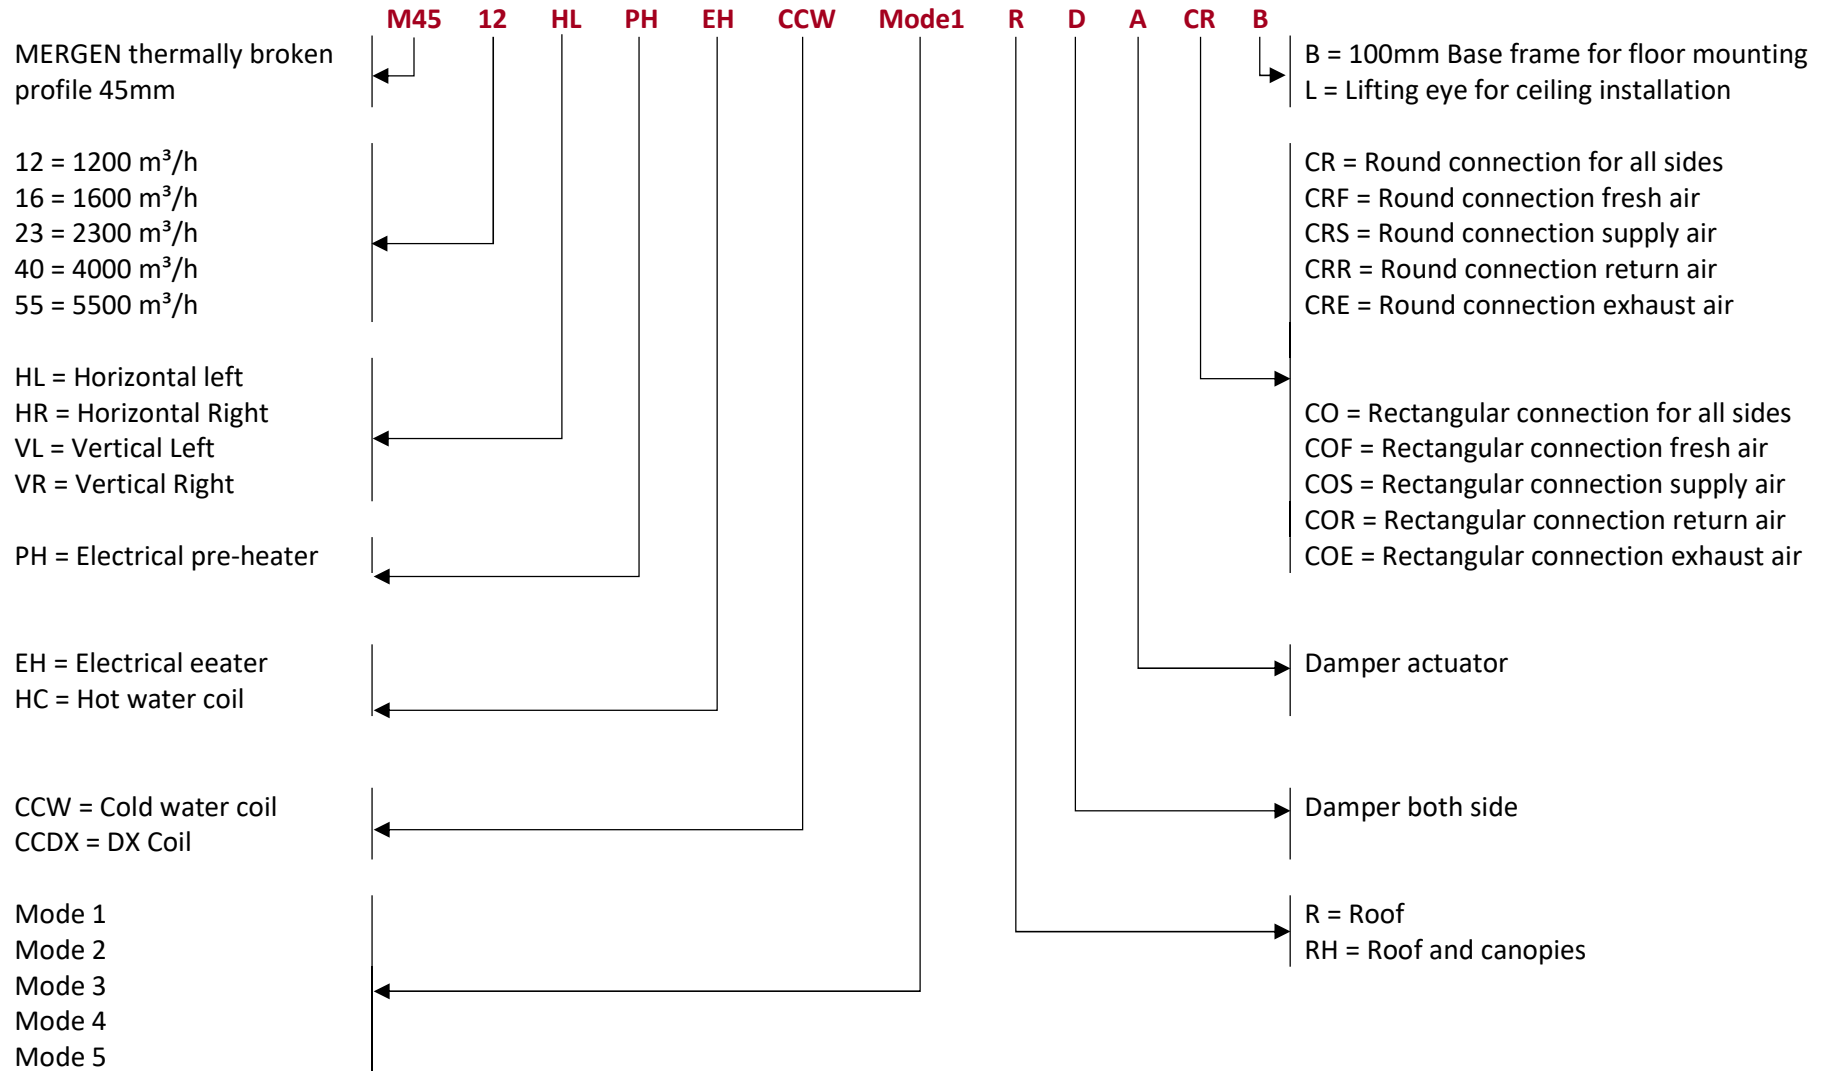 M45 12 HL PH EH CCW Mode1 R D A CR B
MERGEN thermally broken
profile 45mm
12 = 1200 m³/h
16 = 1600 m³/h
23 = 2300 m³/h
40 = 4000 m³/h
55 = 5500 m³/h
HL = Horizontal left
HR = Horizontal Right
VL = Vertical Left
VR = Vertical Right
PH = Electrical pre-heater
EH = Electrical eeater
HC = Hot water coil
CCW = Cold water coil
CCDX = DX Coil
Mode 1
Mode 2
Mode 3
Mode 4
Mode 5
B = 100mm Base frame for floor mounting
L = Lifting eye for ceiling installation
CR = Round connection for all sides
CRF = Round connection fresh air
CRS = Round connection supply air
CRR = Round connection return air
CRE = Round connection exhaust air
CO = Rectangular connection for all sides
COF = Rectangular connection fresh air
COS = Rectangular connection supply air
COR = Rectangular connection return air
COE = Rectangular connection exhaust air
Damper actuator
Damper both side
R = Roof
RH = Roof and canopies